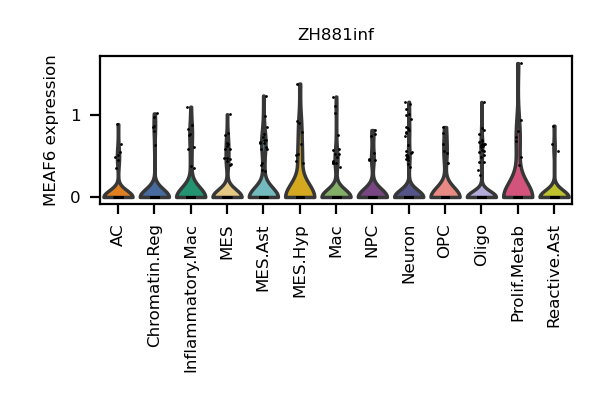 ZH881inf
MEAF6 expression
1
0
AC
Chromatin.Reg
Inflammatory.Mac
MES
MES.Ast
MES.Hyp
Mac
NPC
Neuron
OPC
Oligo
Prolif.Metab
Reactive.Ast